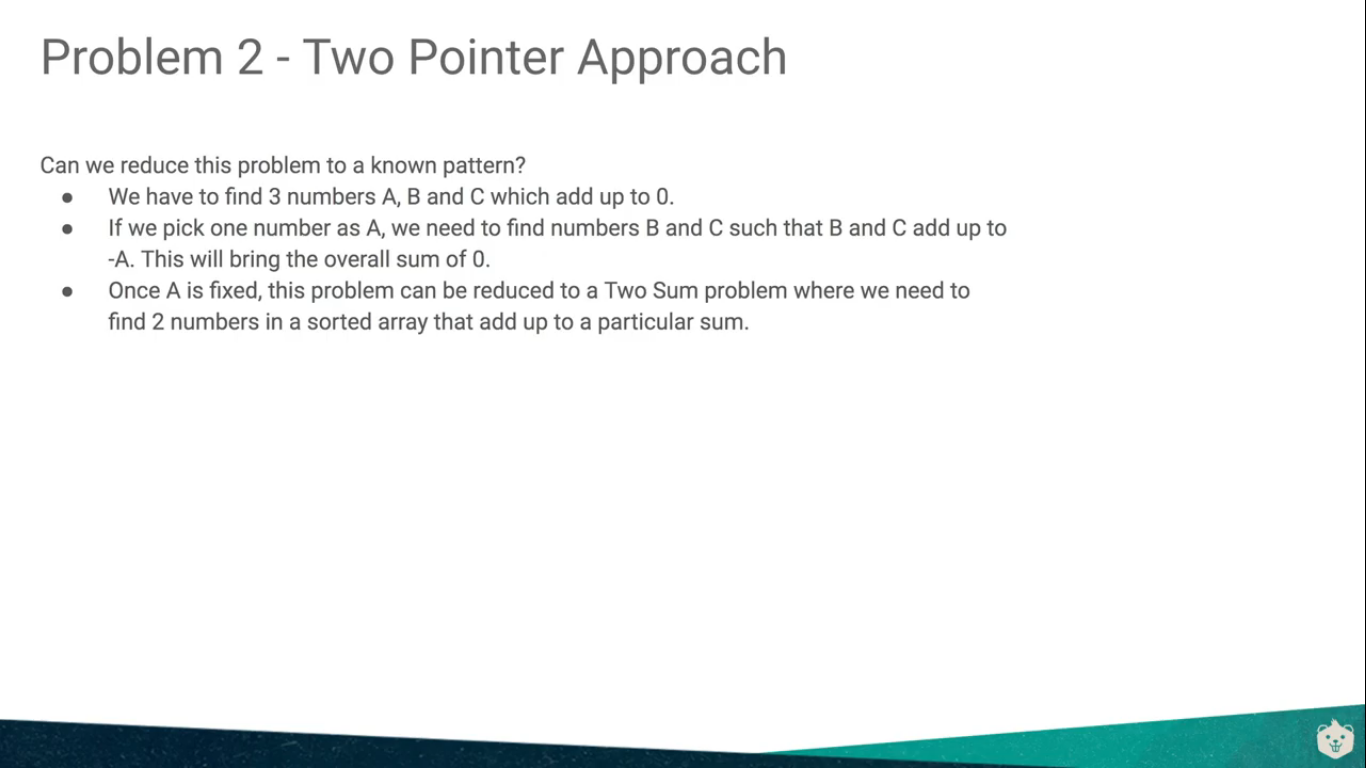 Problem 2 - Two Pointer Approach
Can we reduce this problem to a known pattern?
● We have to find 3 numbers A, B and C which add up to 0.
● If we pick one number as A, we need to find numbers B and C such that B and C add up to
-A. This will bring the overall sum of 0.
● Once A is fixed, this problem can be reduced to a Two Sum problem where we need to
find 2 numbers in a sorted array that add up to a particular sum.